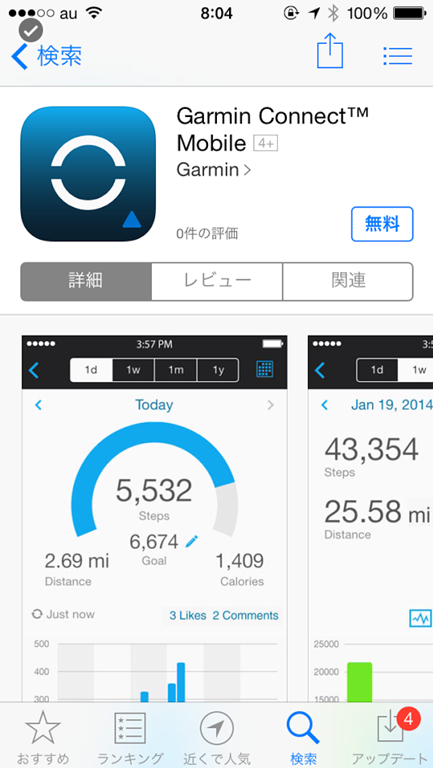 au 8:04 100%
検索
Garmin Connect™
Mobile 4+
Garmin >
0件の評価
無料
詳細 レビュー 関連
3:57 PM
1d 1w 1m 1y
Today
5,532
Steps
6,674
Goal
2.69 mi
Distance
1,409
Calories
Just now 3 Likes 2 Comments
500
400
300
1d 1w
Jan 19, 2014
43,354
Steps
25.58 mi
Distance
25000
20000
15000
おすすめ ランキング 近くで人気 検索 アップデート
4